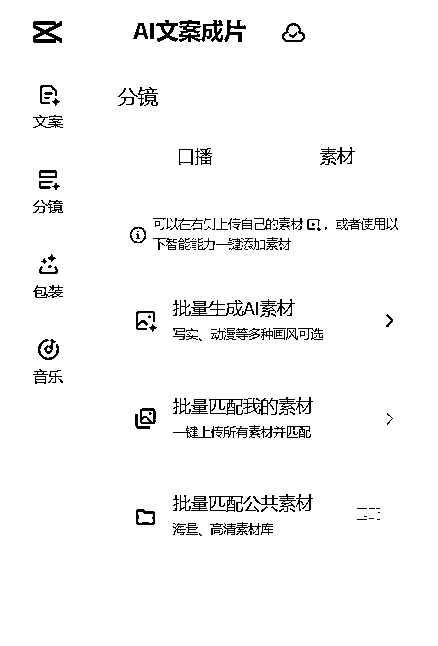 AI文案成片
文案
分镜
包装
音乐
分镜
口播
素材
可以在右侧上传自己的素材，或者使用以
下智能能力一键添加素材
批量生成AI素材
写实、动漫等多种画风可选
批量匹配我的素材
一键上传所有素材并匹配
批量匹配公共素材
海量、高清素材库